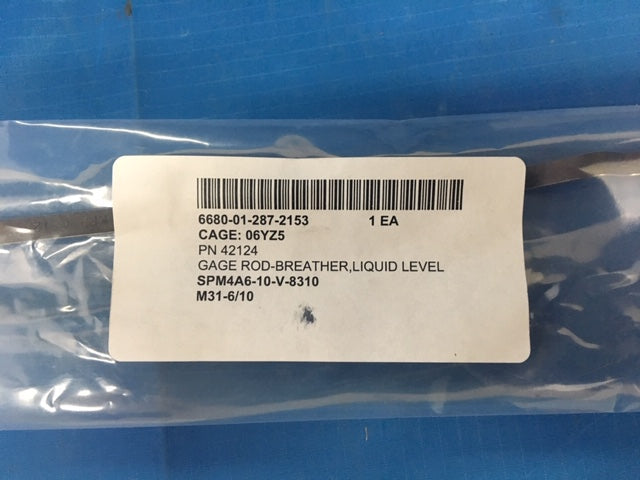 6680-01-287-2153 1 EA
CAGE: 06YZ5
PN 42124
GAGE ROD-BREATHER,LIQUID LEVEL
SPM4A6-10-V-8310
M31-6/10